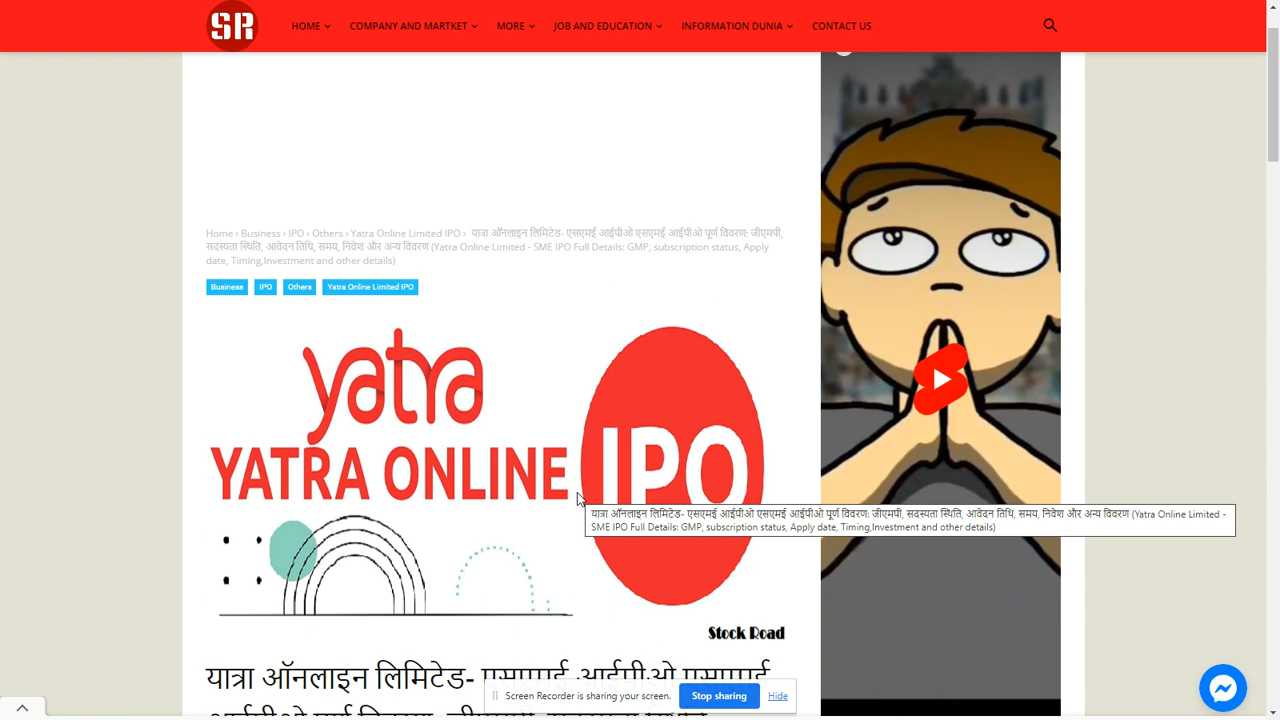 SR
HOME COMPANY AND MARTKET MORE JOB AND EDUCATION INFORMATION DUNIA CONTACT US
Home › Business › IPO › Others › Yatra Online Limited IPO › यात्रा ऑनलाइन लिमिटेड- एसएमई आईपीओ एसएमई आईपीओ पूर्ण विवरण: जीएमपी,
सदस्यता स्थिति, आवेदन तिथि, समय, निवेश और अन्य विवरण (Yatra Online Limited - SME IPO Full Details: GMP, subscription status, Apply
date, Timing,Investment and other details)
Business IPO Others Yatra Online Limited IPO
yatra
YATRA ONLINE
IPO
यात्रा ऑनलाइन लिमिटेड- एसएमई आईपीओ एसएमई आईपीओ पूर्ण विवरण: जीएमपी, सदस्यता स्थिति, आवेदन तिथि, समय, निवेश और अन्य विवरण (Yatra Online Limited -
SME IPO Full Details: GMP, subscription status, Apply date, Timing,Investment and other details)
Stock Road
यात्रा ऑनलाइन लिमिटेड- एसएमई आईपीओ एसएमई
Screen Recorder is sharing your screen. Stop sharing Hide